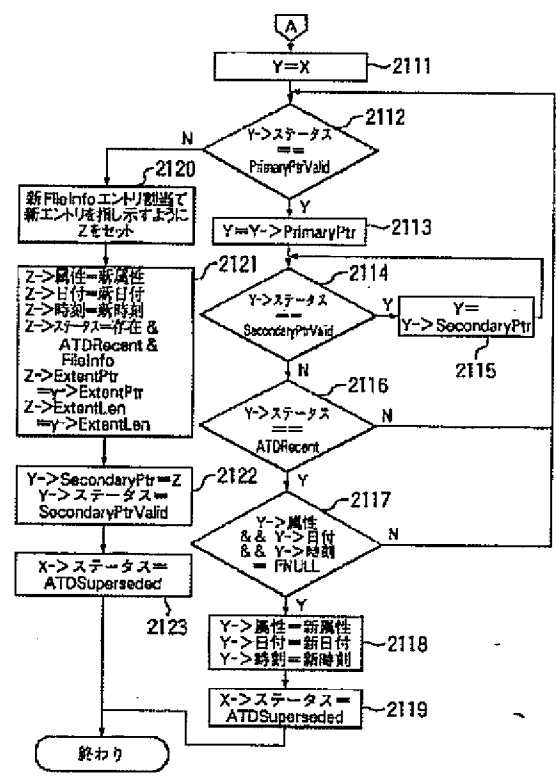 A
Y=X
2111
2112
Y->ステータス
==
PrimaryPtrValid
N
Y
2120
新FileInfoエントリ割当で
新エントリを指し示すように
Zをセット
Y=Y->PrimaryPtr
2113
2121
Z->属性=新属性
Z->日付=新日付
Z->時刻=新時刻
Z->ステータス=存在 &
ATDRecent &
FileInfo
Z->ExtentPtr
=y->ExtentPtr
Z->ExtentLen
=y->ExtentLen
2114
Y->ステータス
==
SecondaryPtrValid
Y
N
Y=
Y->SecondaryPtr
2115
2116
Y->ステータス
===
ATDRecent
N
Y
2122
Y->SecondaryPtr=Z
Y->ステータス=
SecondaryPtrValid
2117
Y->属性
&& Y->日付
&& Y->時刻
= FNULL
N
Y
X->ステータス=
ATDSuperseded
2123
Y->属性=新属性
Y->日付=新日付
Y->時刻=新時刻
2118
X->ステータス=
ATDSuperseded
2119
終わり